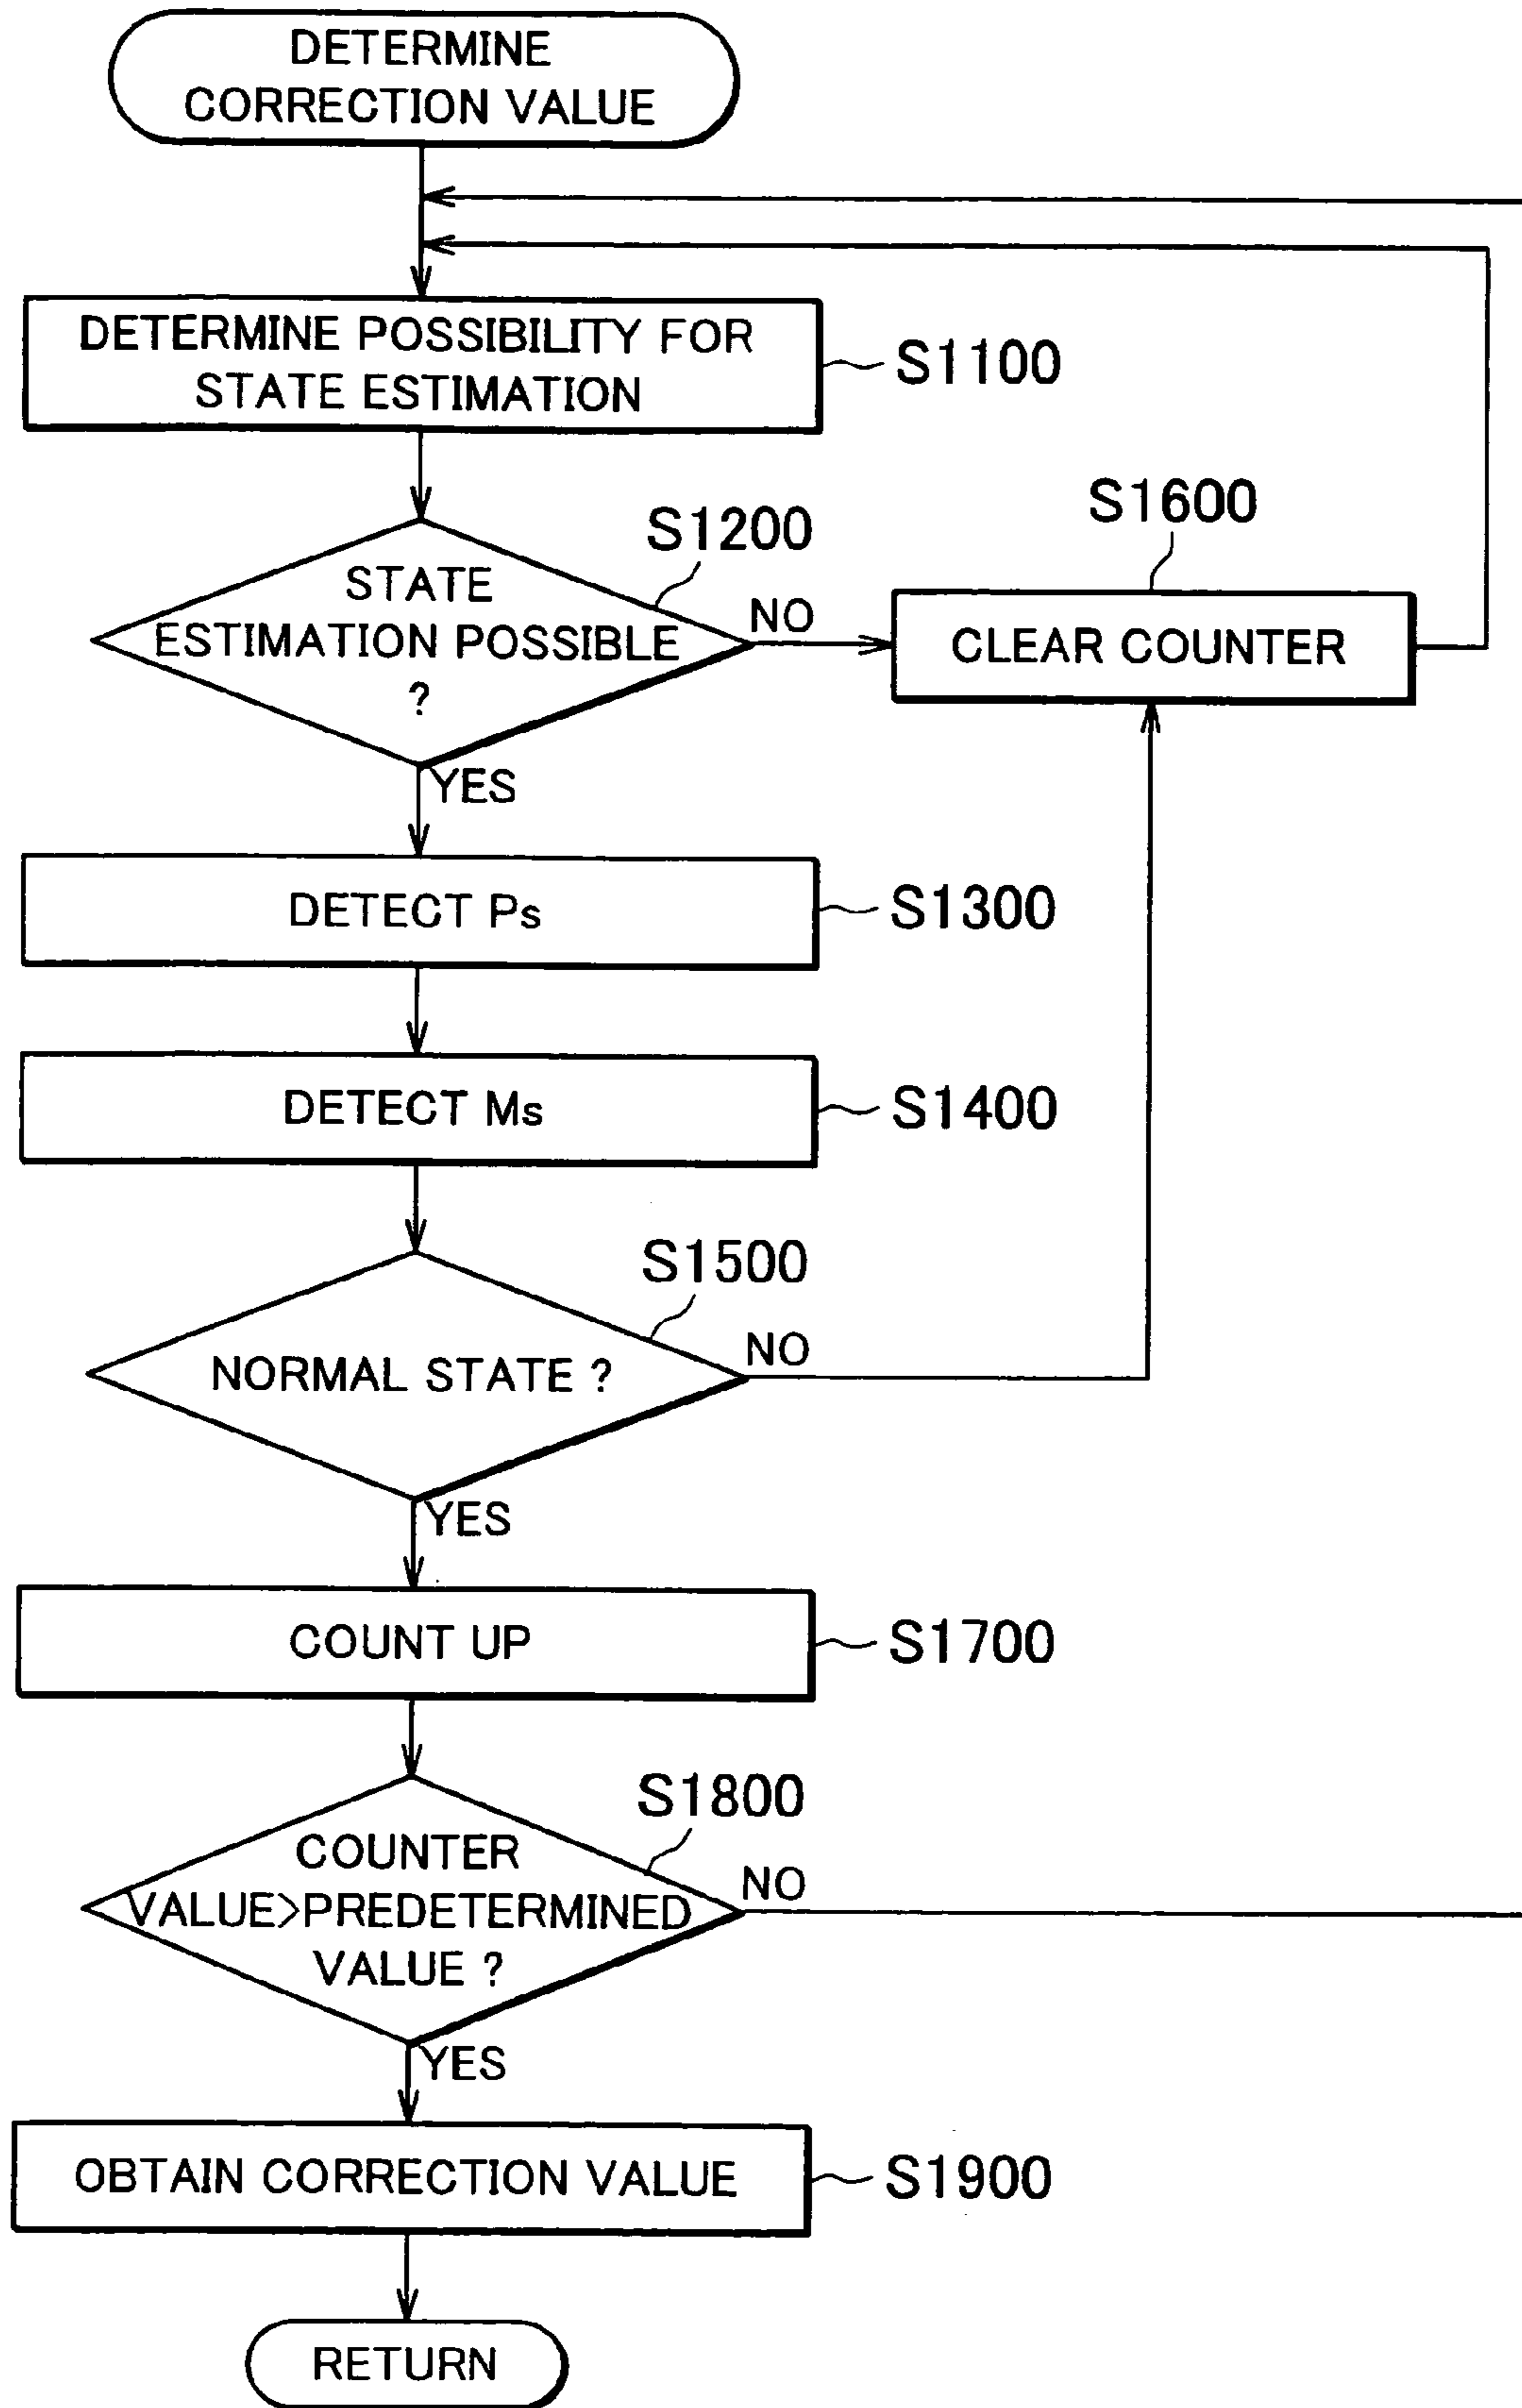 DETERMINE
CORRECTION VALUE
DETERMINE POSSIBILITY FOR
STATE ESTIMATION
S1100
S1200
STATE
ESTIMATION POSSIBLE
?
NO
YES
S1600
CLEAR COUNTER
DETECT Ps
S1300
DETECT Ms
S1400
S1500
NORMAL STATE ?
NO
YES
COUNT UP
S1700
S1800
COUNTER
VALUE>PREDETERMINED
VALUE ?
NO
YES
OBTAIN CORRECTION VALUE
S1900
RETURN